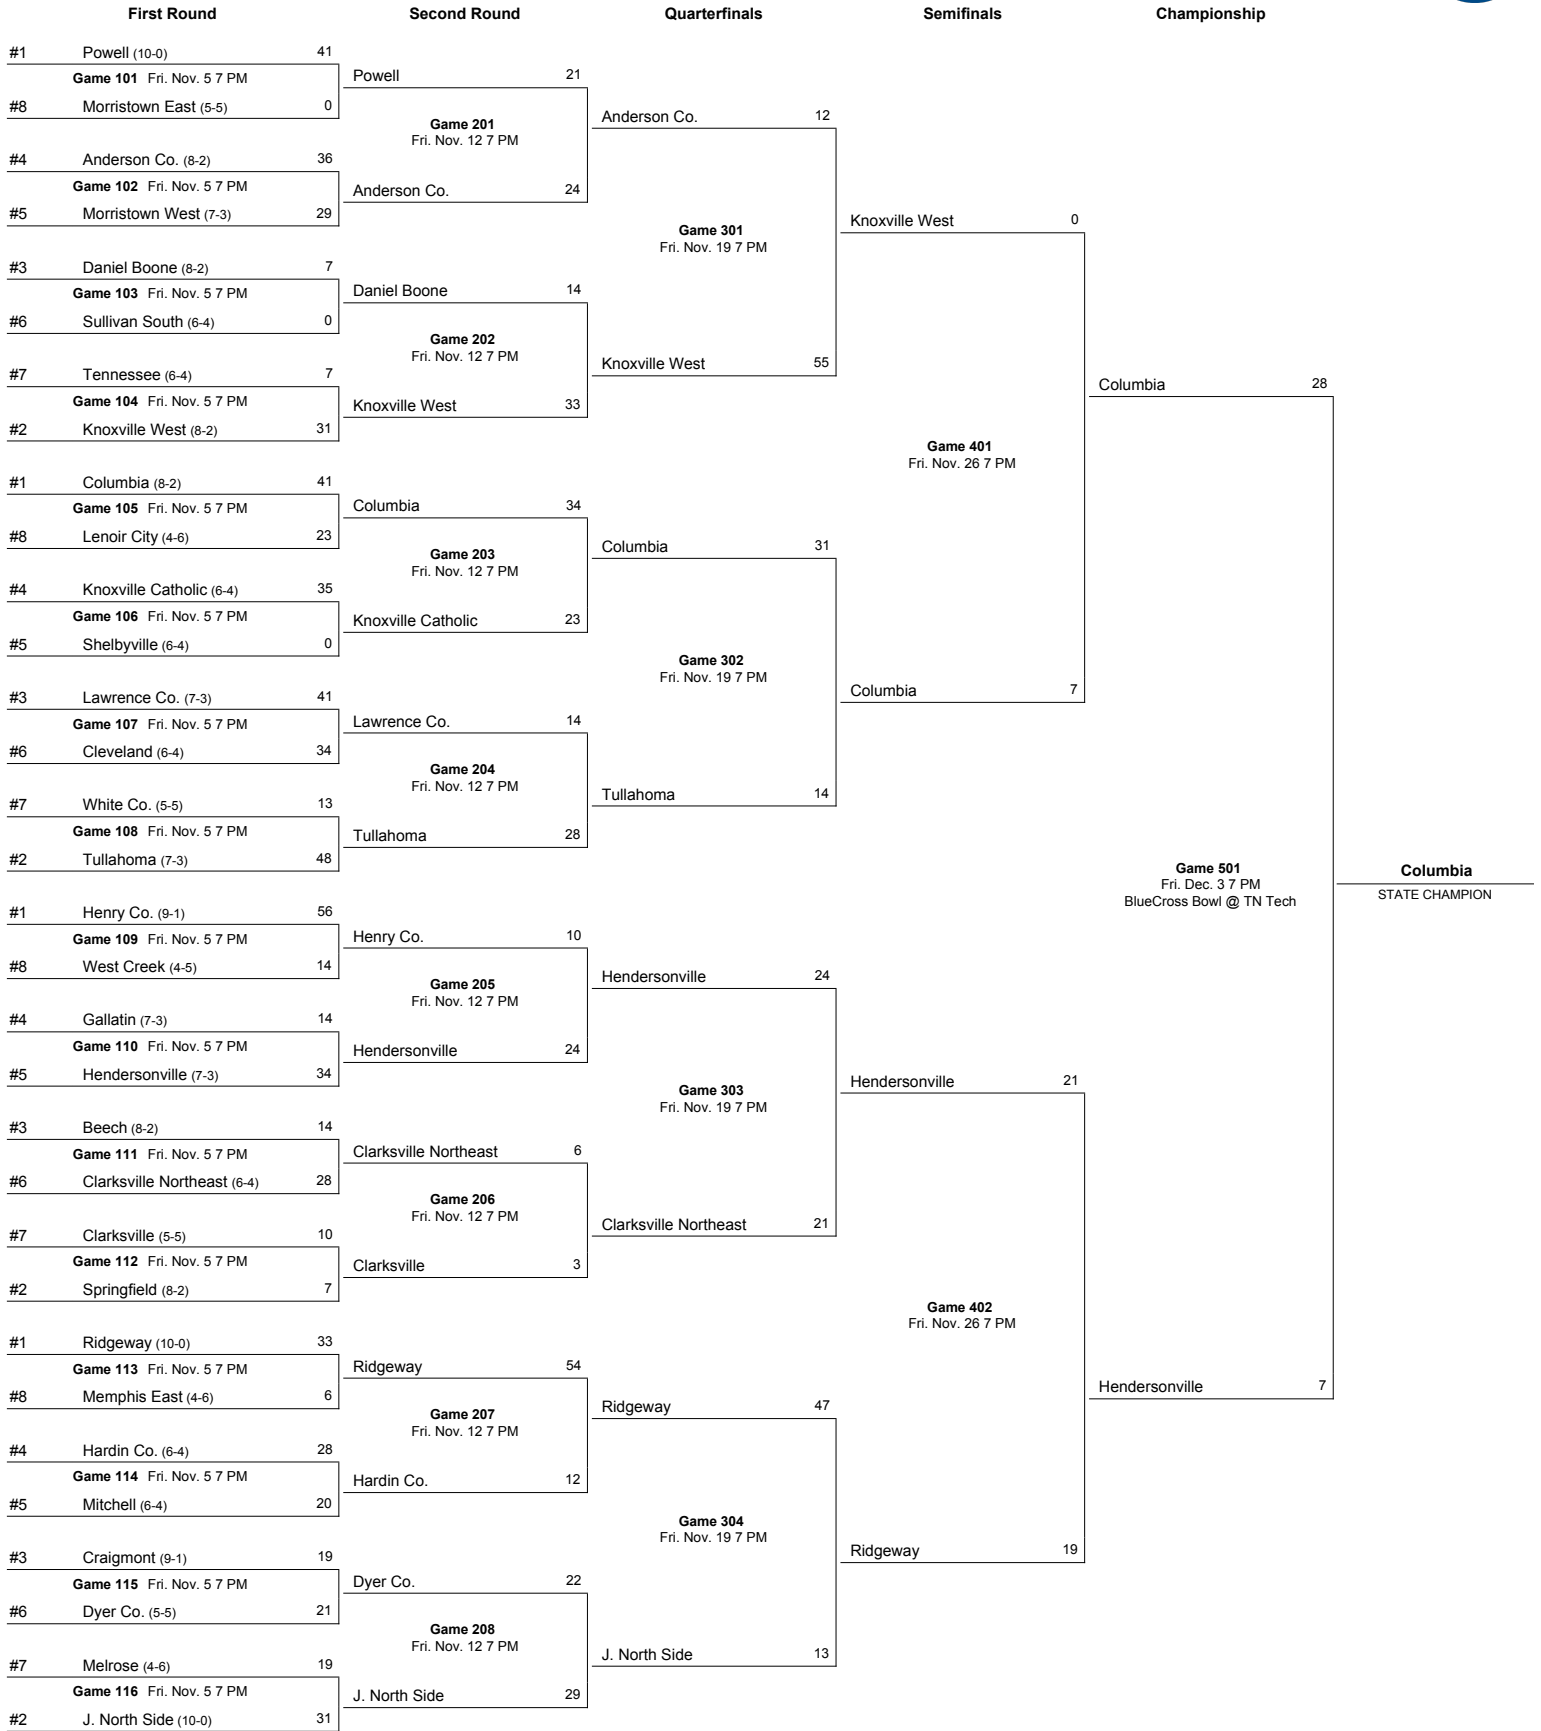 First Round Second Round Quarterfinals Semifinals Championship
#1 Powell (10-0) 41
Game 101 Fri. Nov. 5 7 PM
#8 Morristown East (5-5) 0
#4 Anderson Co. (8-2) 36
Game 102 Fri. Nov. 5 7 PM
#5 Morristown West (7-3) 29
#3 Daniel Boone (8-2) 7
Game 103 Fri. Nov. 5 7 PM
#6 Sullivan South (6-4) 0
#7 Tennessee (6-4) 7
Game 104 Fri. Nov. 5 7 PM
#2 Knoxville West (8-2) 31
#1 Columbia (8-2) 41
Game 105 Fri. Nov. 5 7 PM
#8 Lenoir City (4-6) 23
#4 Knoxville Catholic (6-4) 35
Game 106 Fri. Nov. 5 7 PM
#5 Shelbyville (6-4) 0
#3 Lawrence Co. (7-3) 41
Game 107 Fri. Nov. 5 7 PM
#6 Cleveland (6-4) 34
#7 White Co. (5-5) 13
Game 108 Fri. Nov. 5 7 PM
#2 Tullahoma (7-3) 48
#1 Henry Co. (9-1) 56
Game 109 Fri. Nov. 5 7 PM
#8 West Creek (4-5) 14
#4 Gallatin (7-3) 14
Game 110 Fri. Nov. 5 7 PM
#5 Hendersonville (7-3) 34
#3 Beech (8-2) 14
Game 111 Fri. Nov. 5 7 PM
#6 Clarksville Northeast (6-4) 28
#7 Clarksville (5-5) 10
Game 112 Fri. Nov. 5 7 PM
#2 Springfield (8-2) 7
#1 Ridgeway (10-0) 33
Game 113 Fri. Nov. 5 7 PM
#8 Memphis East (4-6) 6
#4 Hardin Co. (6-4) 28
Game 114 Fri. Nov. 5 7 PM
#5 Mitchell (6-4) 20
#3 Craigmont (9-1) 19
Game 115 Fri. Nov. 5 7 PM
#6 Dyer Co. (5-5) 21
#7 Melrose (4-6) 19
Game 116 Fri. Nov. 5 7 PM
#2 J. North Side (10-0) 31
Powell 21
Game 201
Fri. Nov. 12 7 PM
Anderson Co. 24
Daniel Boone 14
Game 202
Fri. Nov. 12 7 PM
Knoxville West 33
Columbia 34
Game 203
Fri. Nov. 12 7 PM
Knoxville Catholic 23
Lawrence Co. 14
Game 204
Fri. Nov. 12 7 PM
Tullahoma 28
Henry Co. 10
Game 205
Fri. Nov. 12 7 PM
Hendersonville 24
Clarksville Northeast 6
Game 206
Fri. Nov. 12 7 PM
Clarksville 3
Ridgeway 54
Game 207
Fri. Nov. 12 7 PM
Hardin Co. 12
Dyer Co. 22
Game 208
Fri. Nov. 12 7 PM
J. North Side 29
Anderson Co. 12
Game 301
Fri. Nov. 19 7 PM
Knoxville West 55
Columbia 31
Game 302
Fri. Nov. 19 7 PM
Tullahoma 14
Hendersonville 24
Game 303
Fri. Nov. 19 7 PM
Clarksville Northeast 21
Ridgeway 47
Game 304
Fri. Nov. 19 7 PM
J. North Side 13
Knoxville West 0
Game 401
Fri. Nov. 26 7 PM
Columbia 7
Hendersonville 21
Game 402
Fri. Nov. 26 7 PM
Ridgeway 19
Columbia 28
Game 501
Fri. Dec. 3 7 PM
BlueCross Bowl @ TN Tech
Hendersonville 7
Columbia
STATE CHAMPION